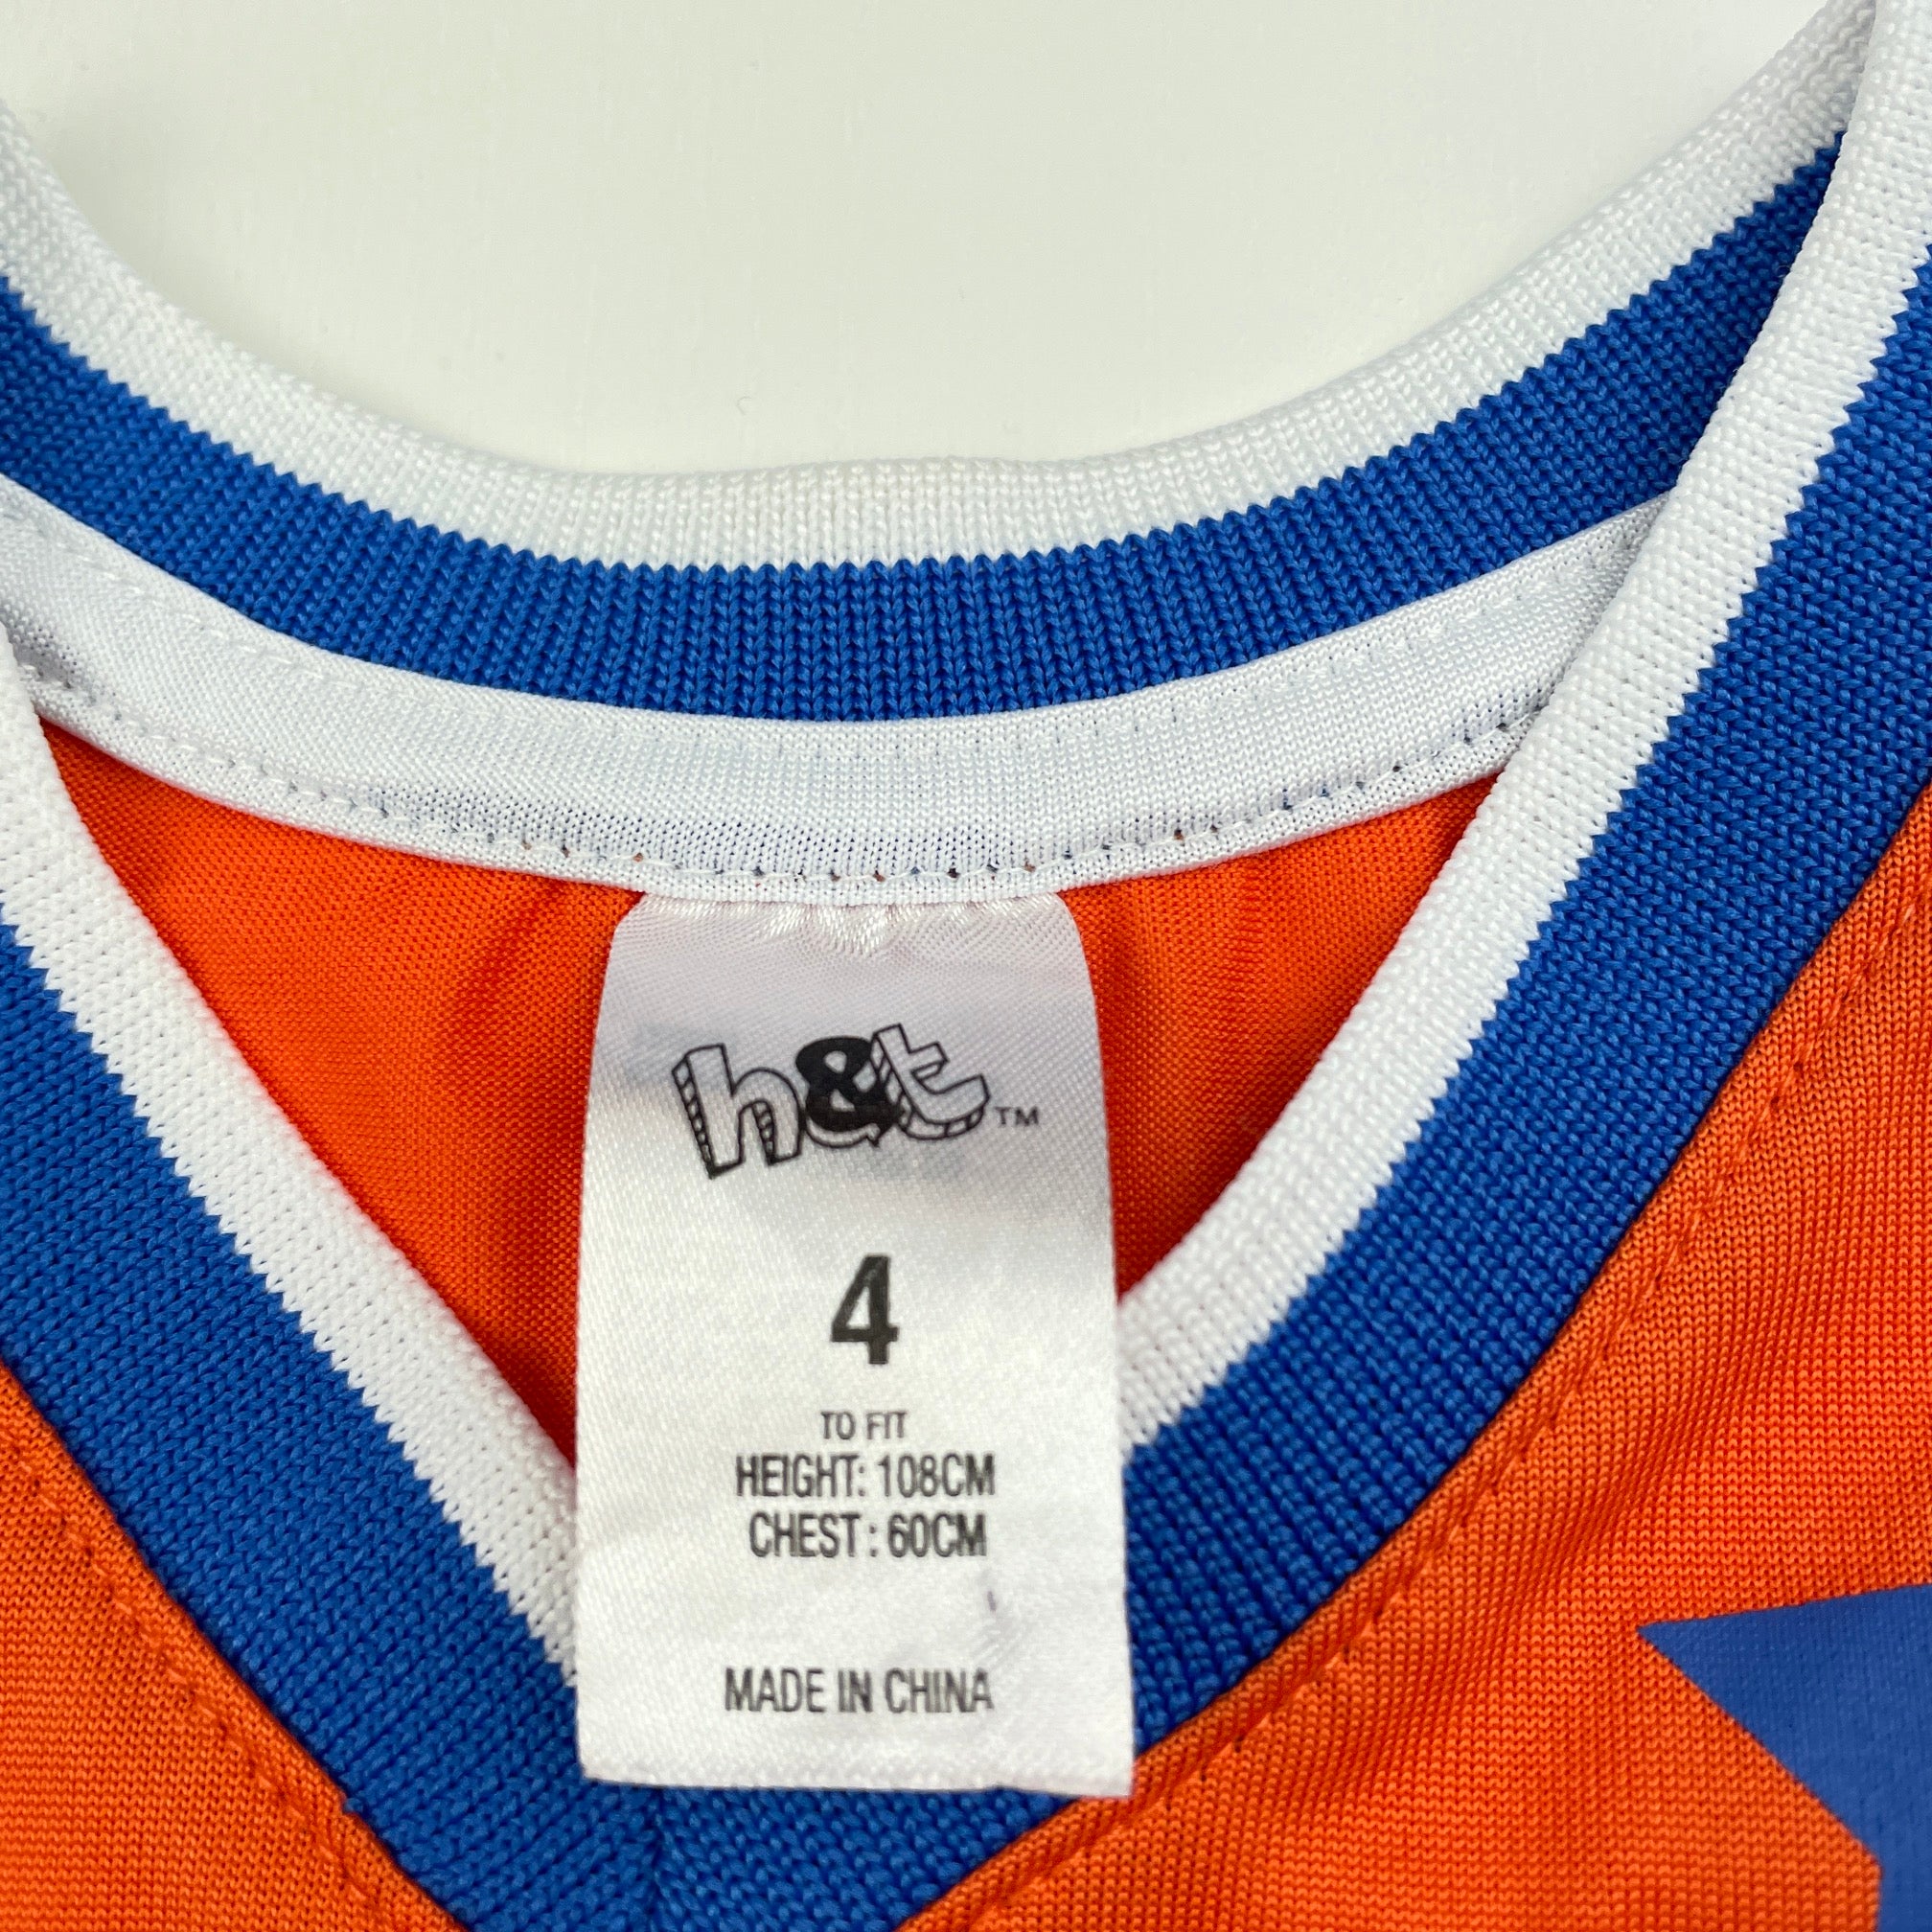 h&t™
4
TO FIT
HEIGHT: 108CM
CHEST: 60CM
MADE IN CHINA